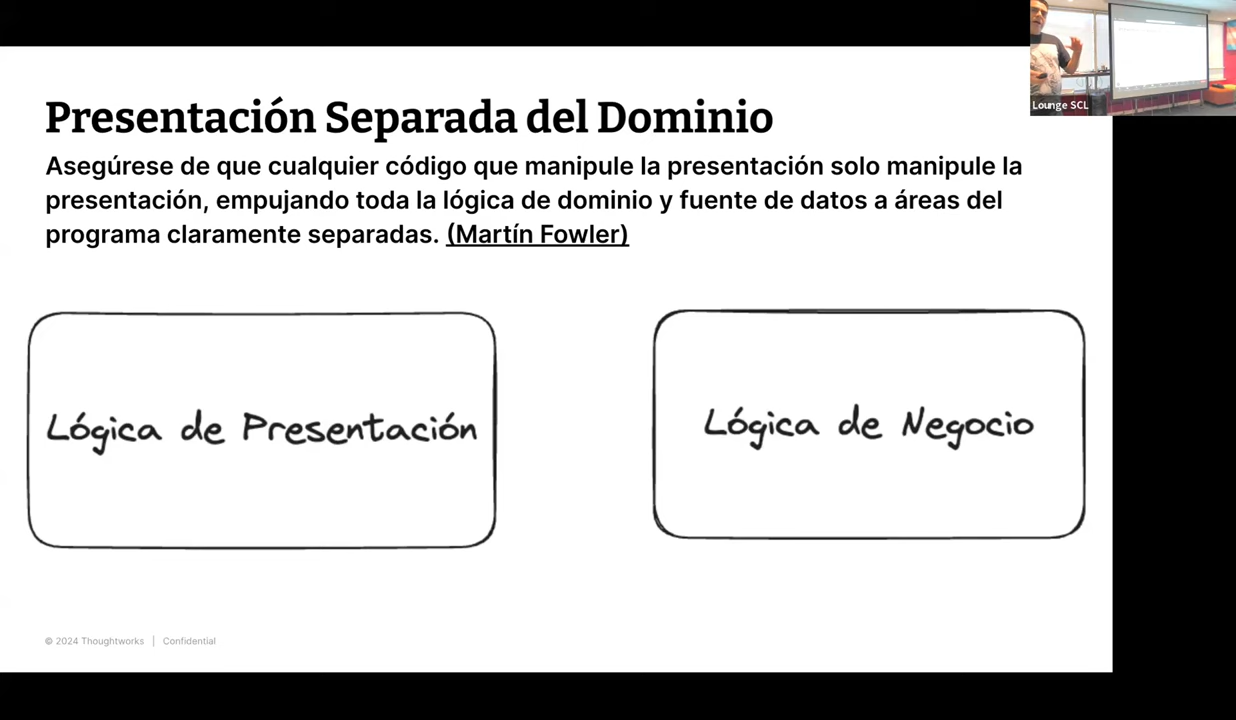 Presentación Separada del Dominio
Asegúrese de que cualquier código que manipule la presentación solo manipule la
presentación, empujando toda la lógica de dominio y fuente de datos a áreas del
programa claramente separadas. (Martín Fowler)
Lounge SCL
Lógica de Presentación
Lógica de Negocio
© 2024 Thoughtworks | Confidential